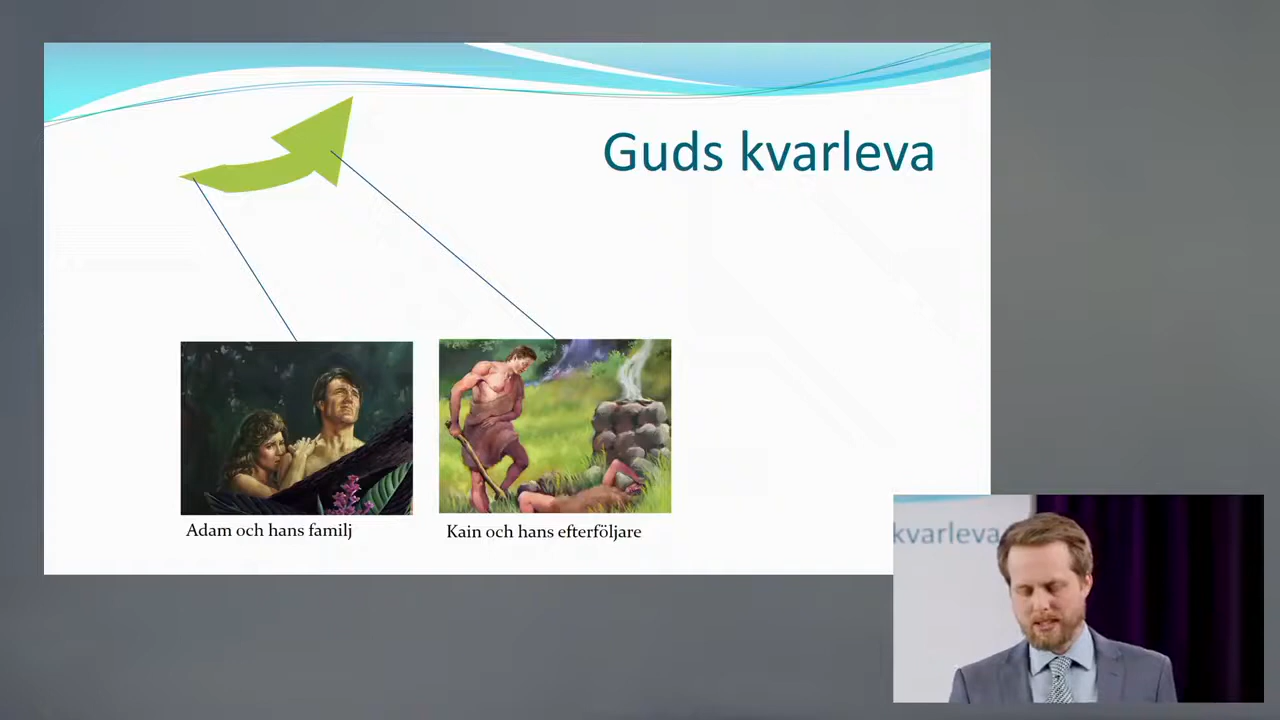 Guds kvarleva
Adam och hans familj
Kain och hans efterföljare
kvarleva